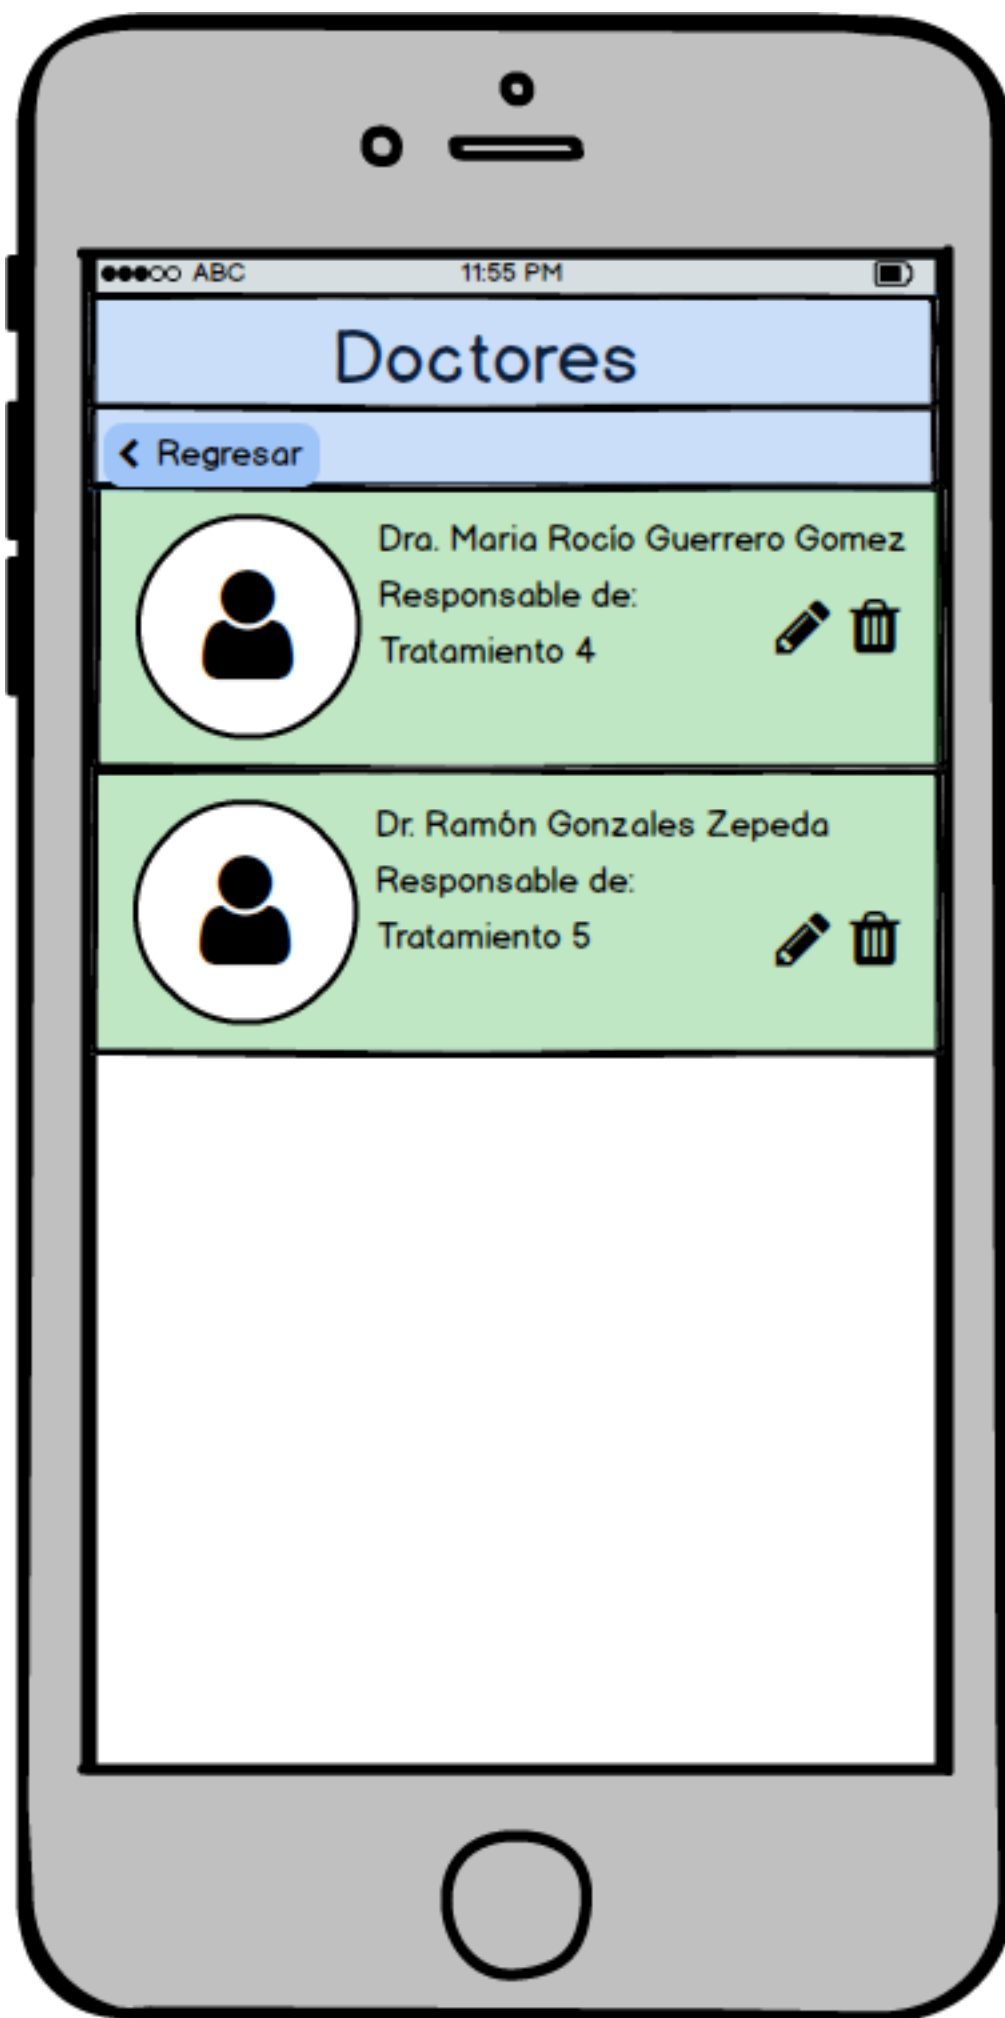 ABC 11:55 PM
Doctores
Regresar
Dra. Maria Rocío Guerrero Gomez
Responsable de:
Tratamiento 4
Dr. Ramón Gonzales Zepeda
Responsable de:
Tratamiento 5